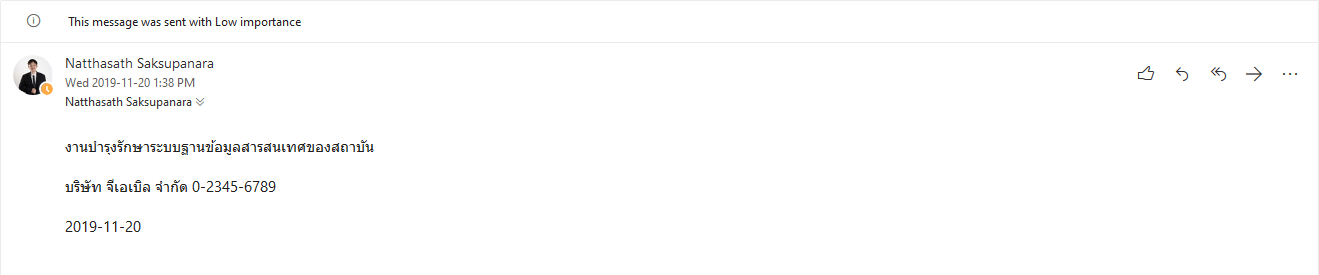 This message was sent with Low importance
Natthasath Saksupanara
Wed 2019-11-20 1:38 PM
Natthasath Saksupanara
งานบำรุงรักษาระบบฐานข้อมูลสารสนเทศของสถาบัน
บริษัท จีเอเบิล จำกัด 0-2345-6789
2019-11-20